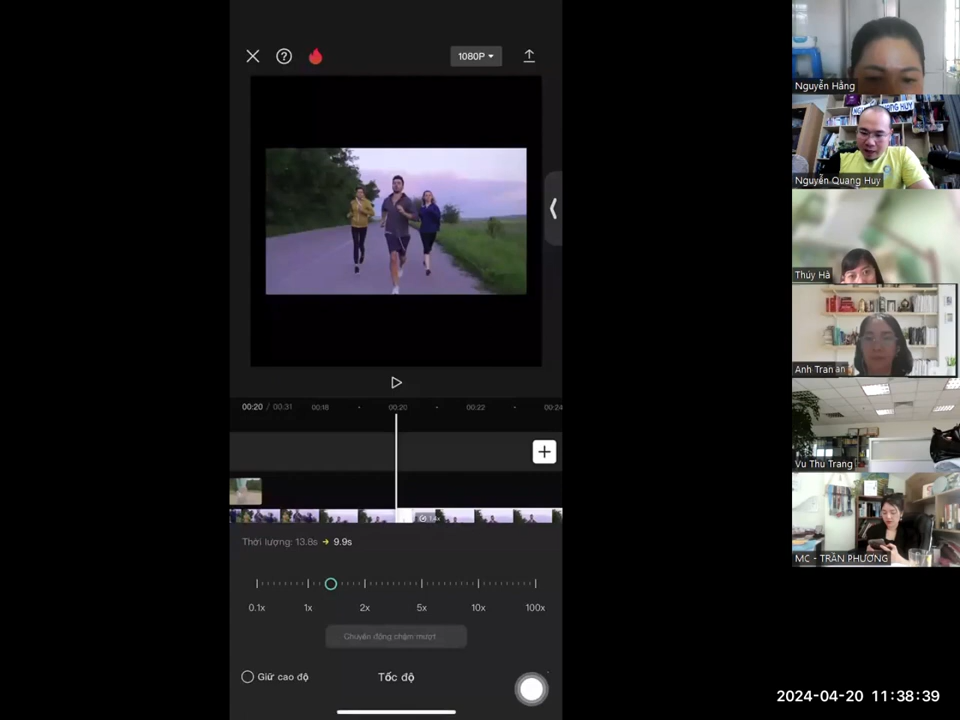 1080P
00:20 / 00:31
00:18
00:20
00:22
00:24
Thời lượng: 13.8s → 9.9s
0.1x
1x
2x
5x
10x
100x
Chuyển động chậm mượt
Giữ cao độ
Tốc độ
Nguyễn Hằng
Nguyễn Quang Huy
Thúy Hà
Anh Tran
Vu Thu Trang
MC - TRẦN PHƯƠNG
2024-04-20 11:38:39